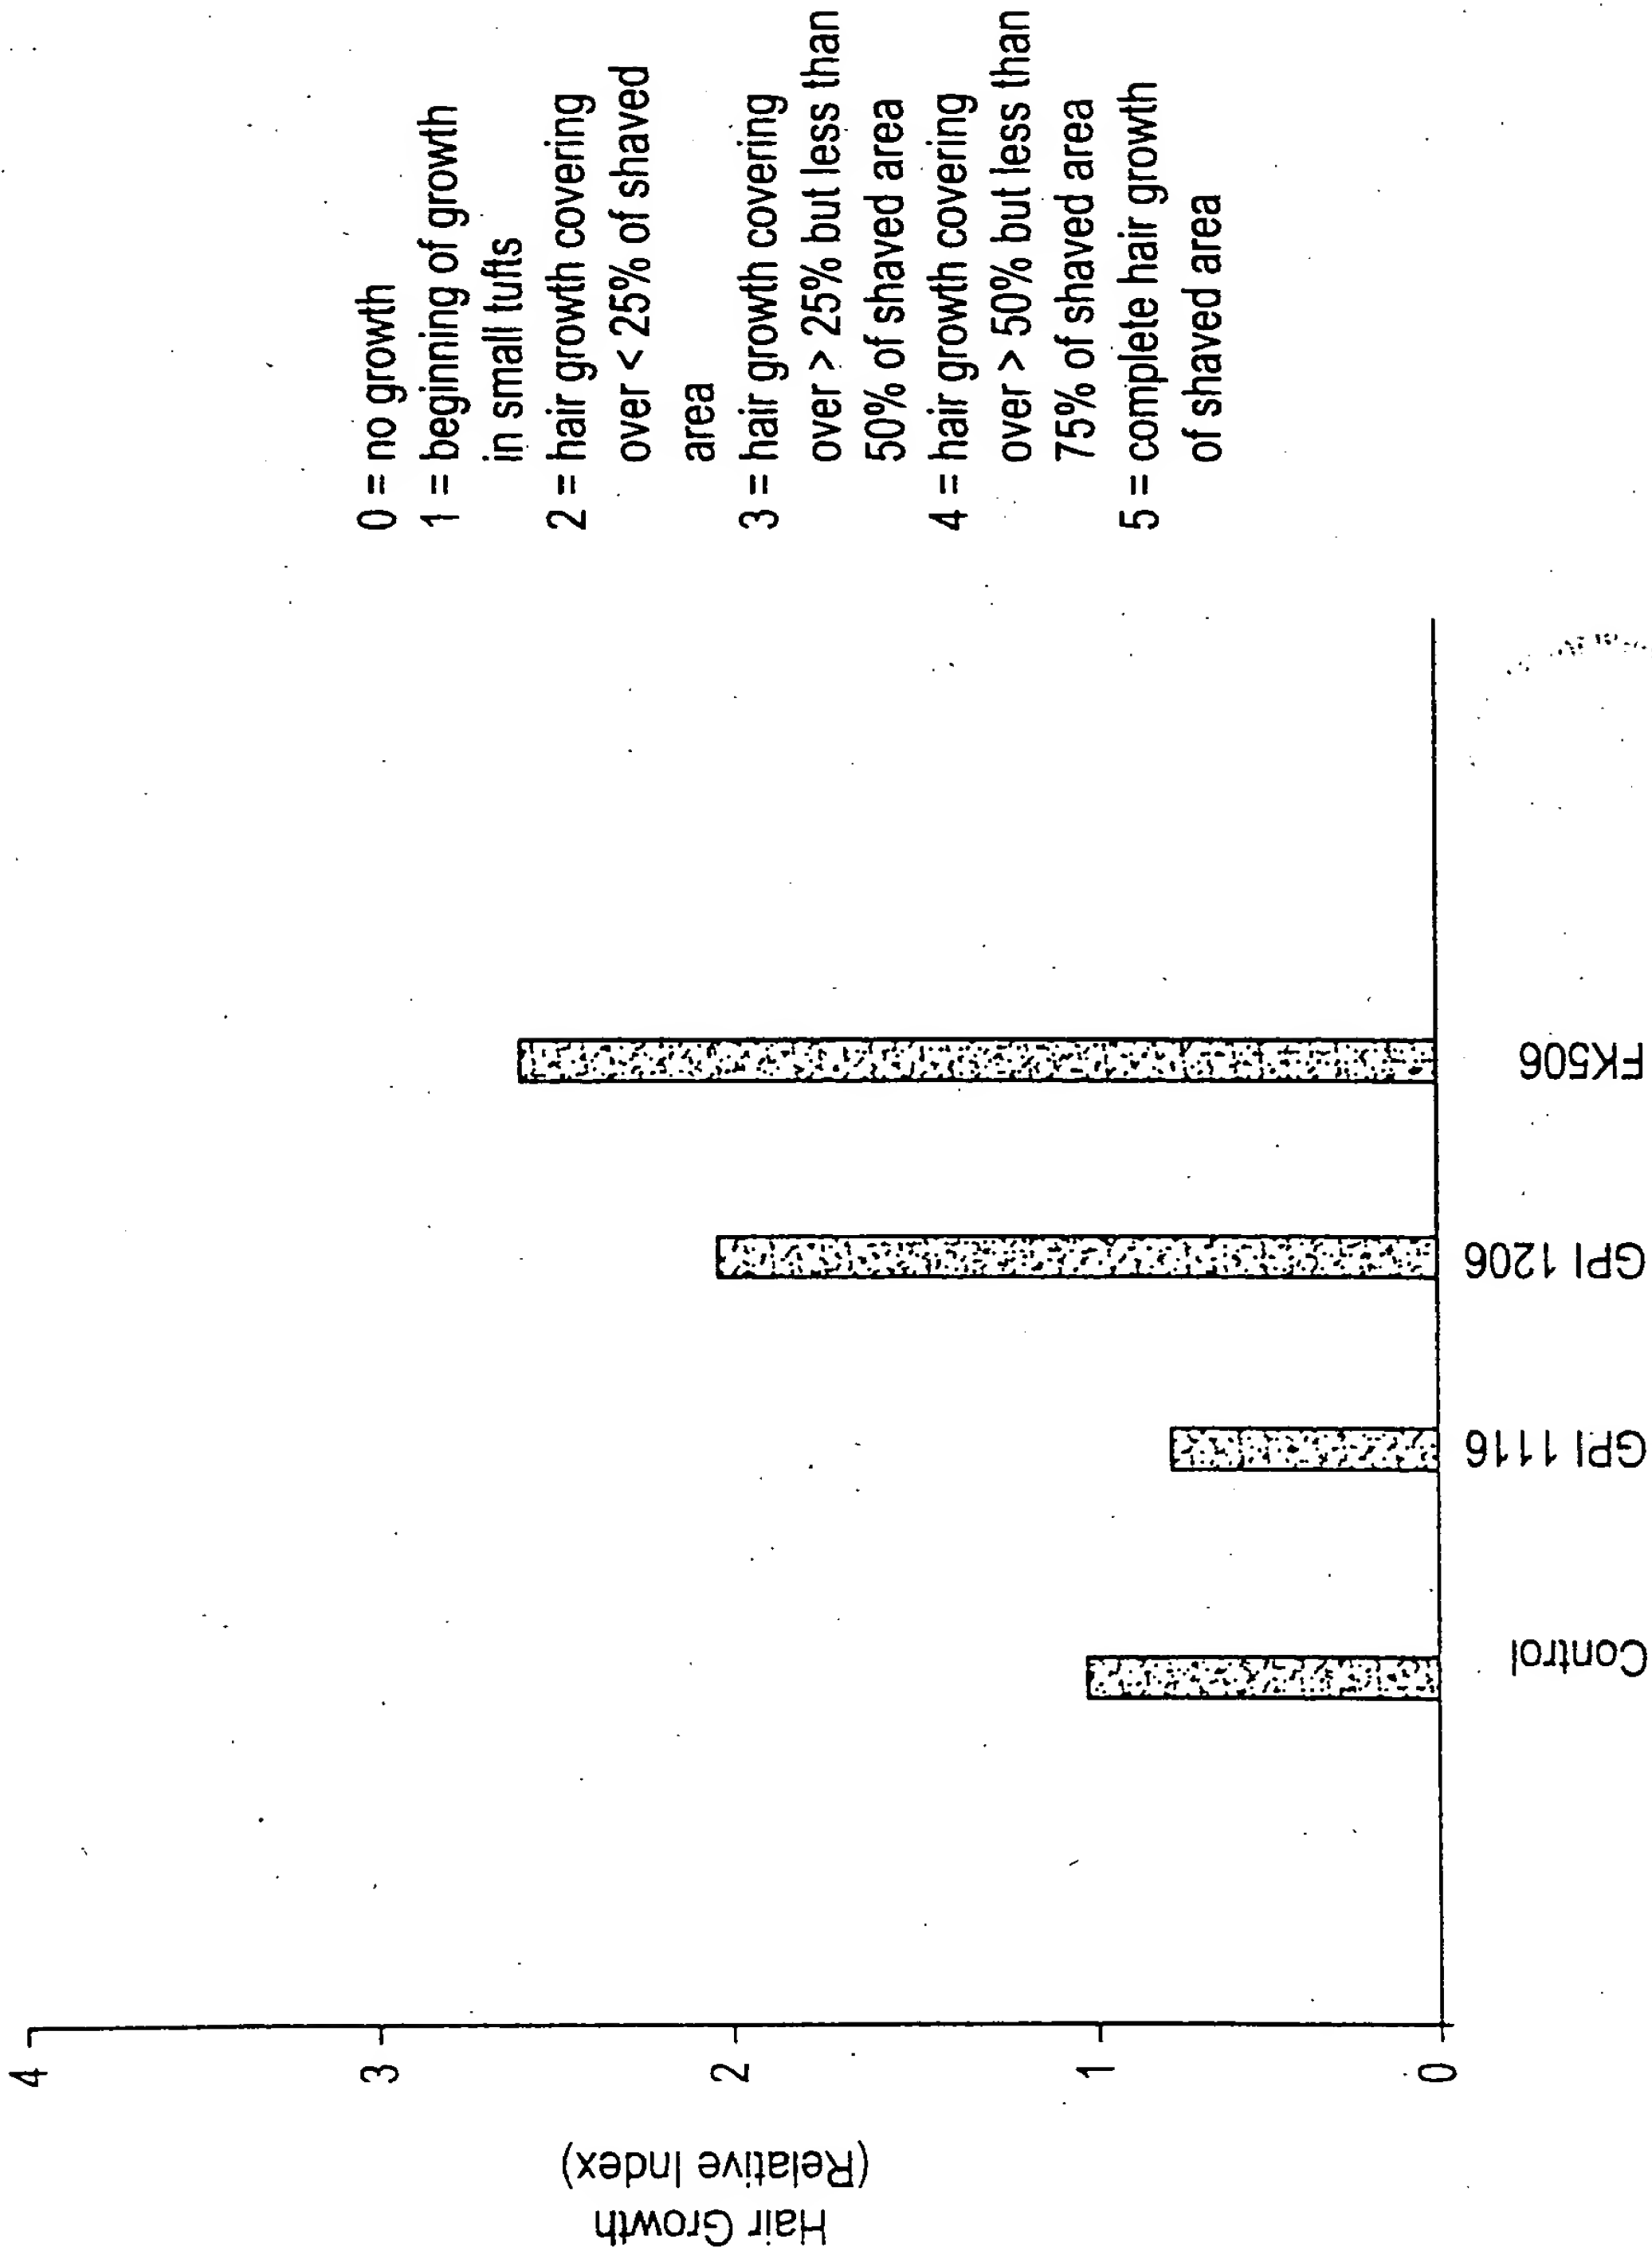 Hair Growth
(Relative Index)
4
3
2
1
0
Control
GPI 1116
GPI 1206
FK506
0 = no growth
1 = beginning of growth
in small tufts
2 = hair growth covering
over < 25% of shaved
area
3 = hair growth covering
over > 25% but less than
50% of shaved area
4 = hair growth covering
over > 50% but less than
75% of shaved area
5 = complete hair growth
of shaved area